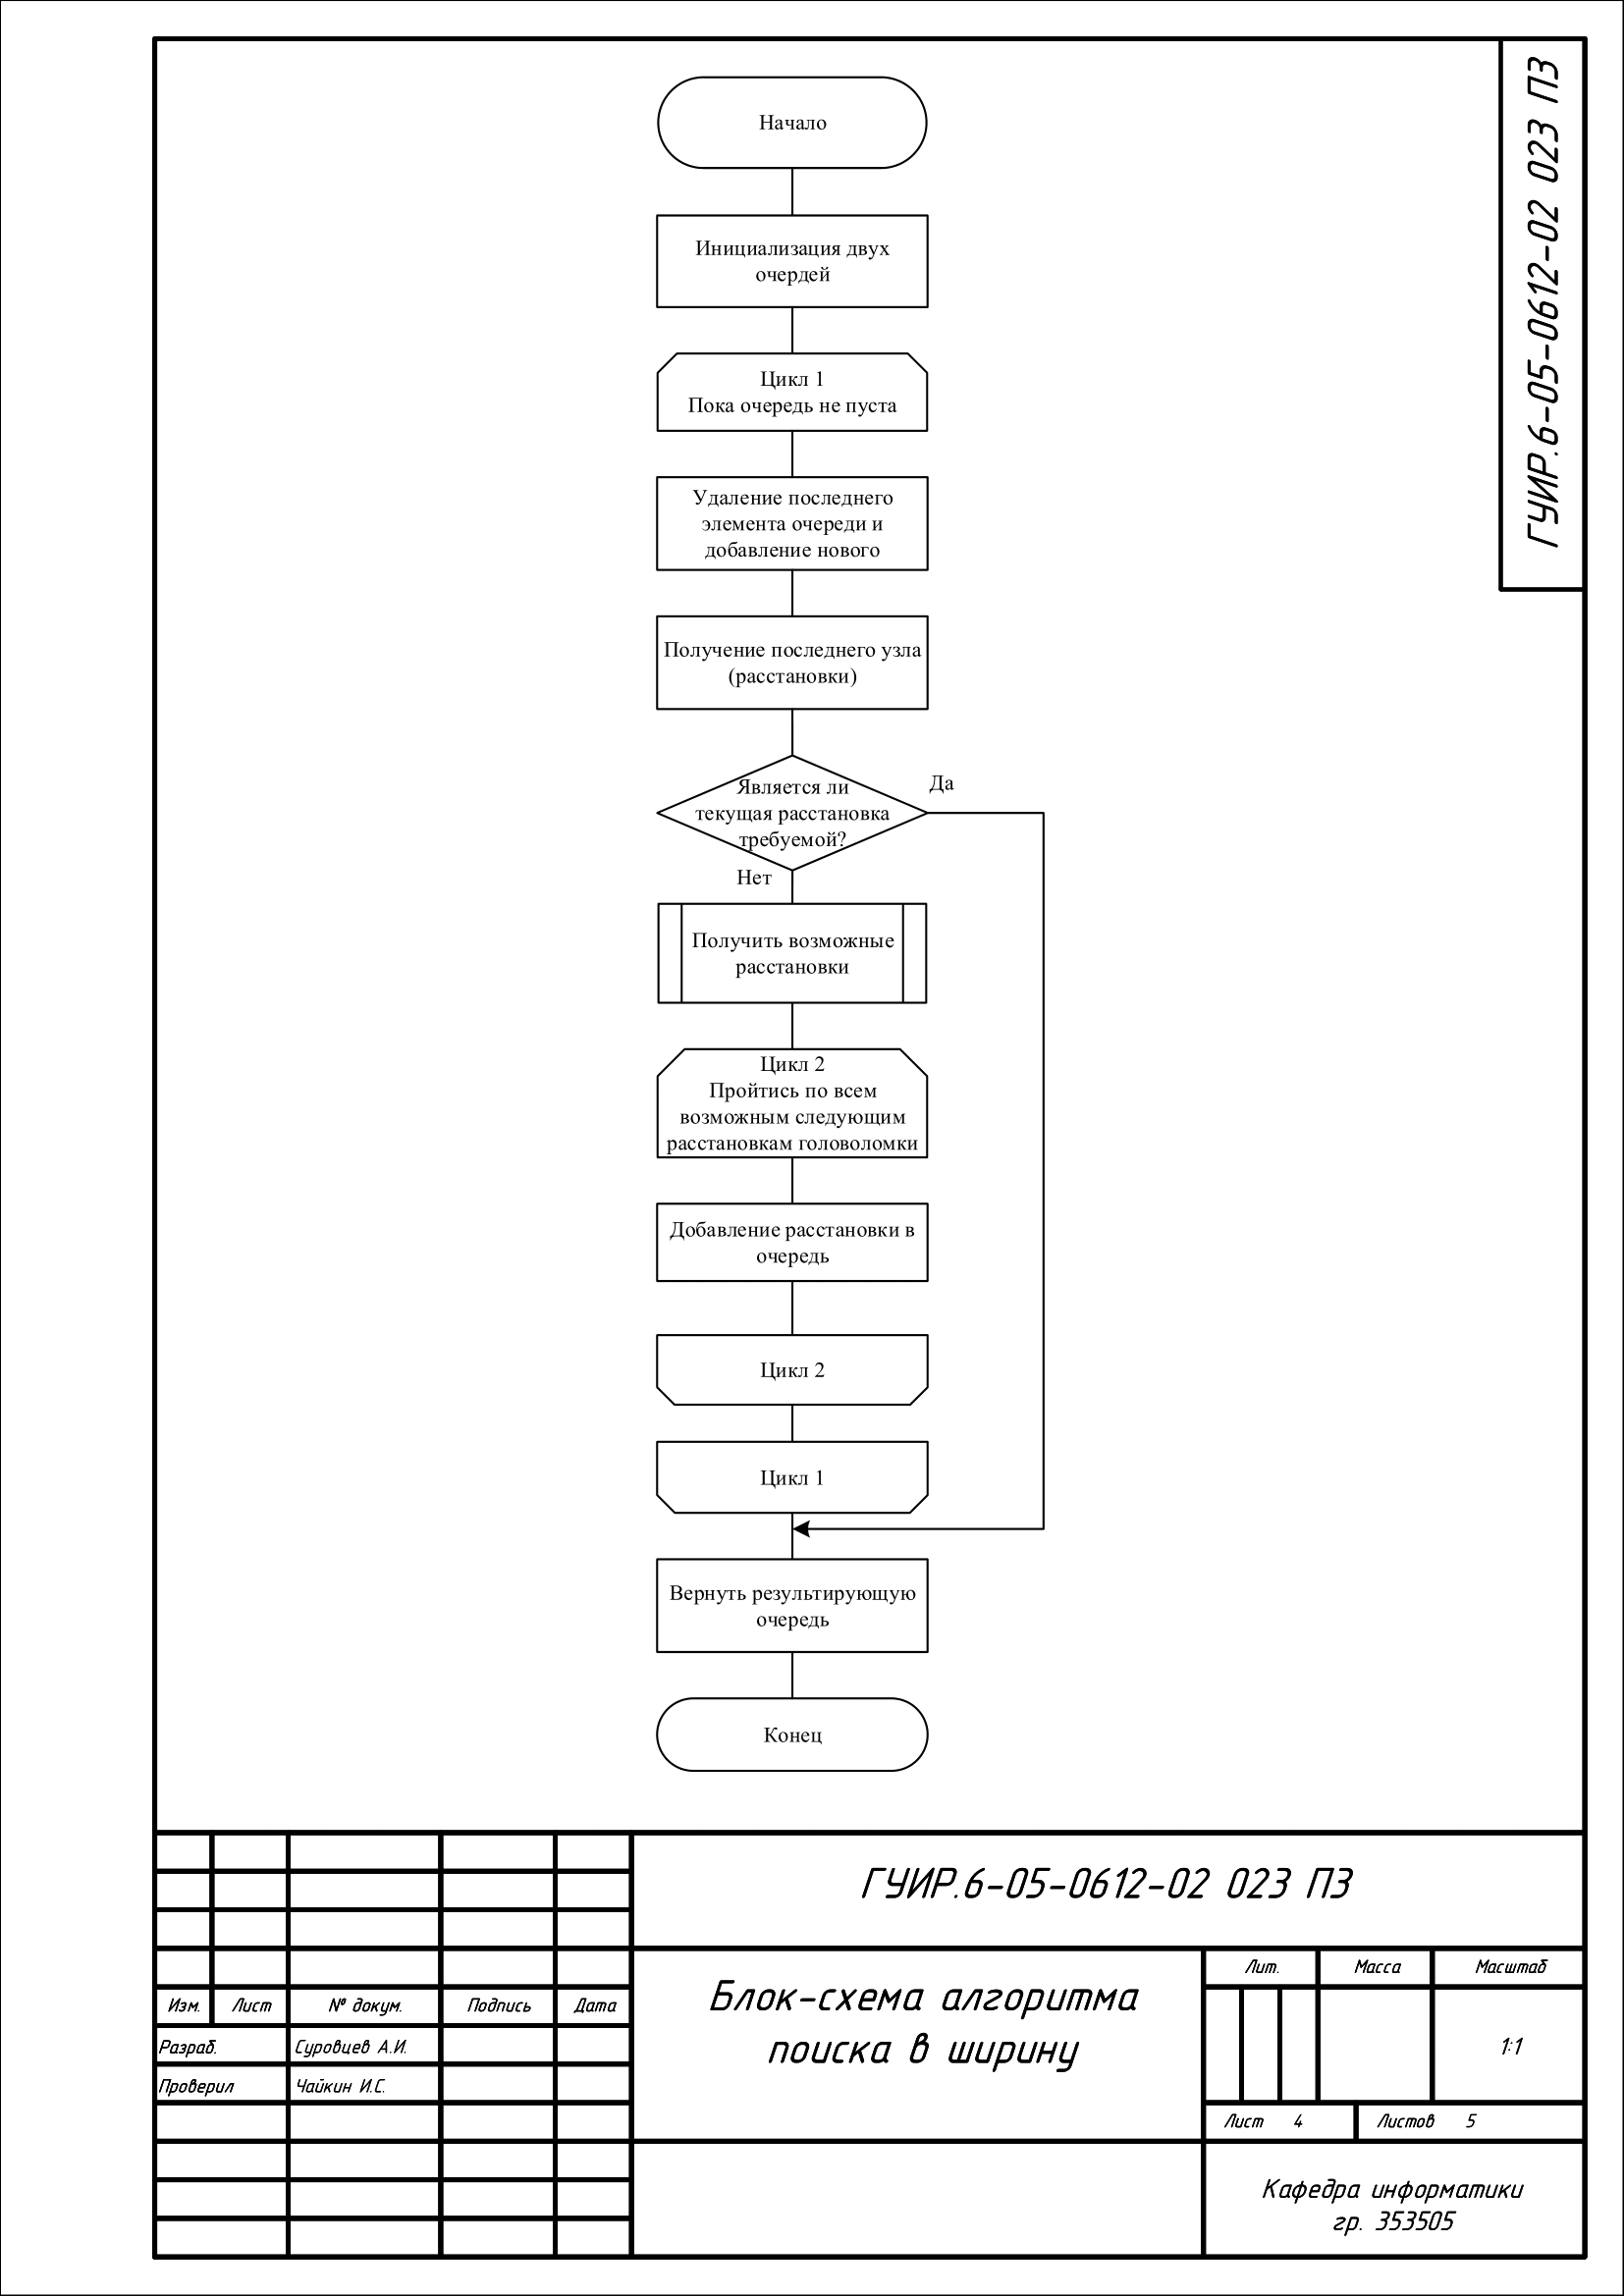 ГУИР.6-05-0612-02 023 ПЗ
Начало
Инициализация двух
очердей
Цикл 1
Пока очередь не пуста
Удаление последнего
элемента очереди и
добавление нового
Получение последнего узла
(расстановки)
Является ли
текущая расстановка
требуемой?
Да
Нет
Получить возможные
расстановки
Цикл 2
Пройтись по всем
возможным следующим
расстановкам головоломки
Добавление расстановки в
очередь
Цикл 2
Цикл 1
Вернуть результирующую
очередь
Конец
ГУИР.6-05-0612-02 023 ПЗ
Изм. Лист № докум. Подпись Дата
Разраб. Суровцев А.И.
Проверил Чайкин И.С.
Блок-схема алгоритма
поиска в ширину
Лит. Масса Масштаб
1:1
Лист 4 Листов 5
Кафедра информатики
гр. 353505